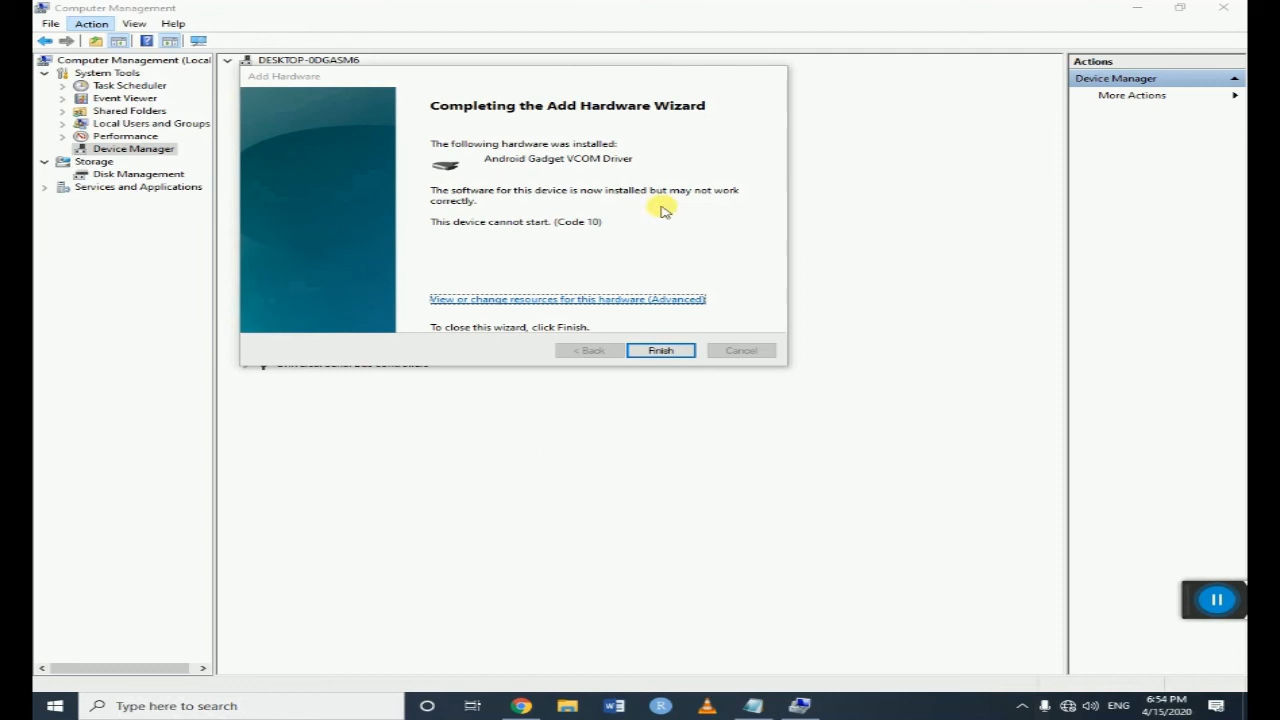 Computer Management
File Action View Help
Computer Management (Local
System Tools
Task Scheduler
Event Viewer
Shared Folders
Local Users and Groups
Performance
Device Manager
Storage
Disk Management
Services and Applications
DESKTOP-0DGASM6
Add Hardware
Completing the Add Hardware Wizard
The following hardware was installed:
Android Gadget VCOM Driver
The software for this device is now installed but may not work
correctly.
This device cannot start. (Code 10)
View or change resources for this hardware (Advanced)
To close this wizard, click Finish.
< Back Finish Cancel
Actions
Device Manager
More Actions
Type here to search
ENG
6:54 PM
4/15/2020